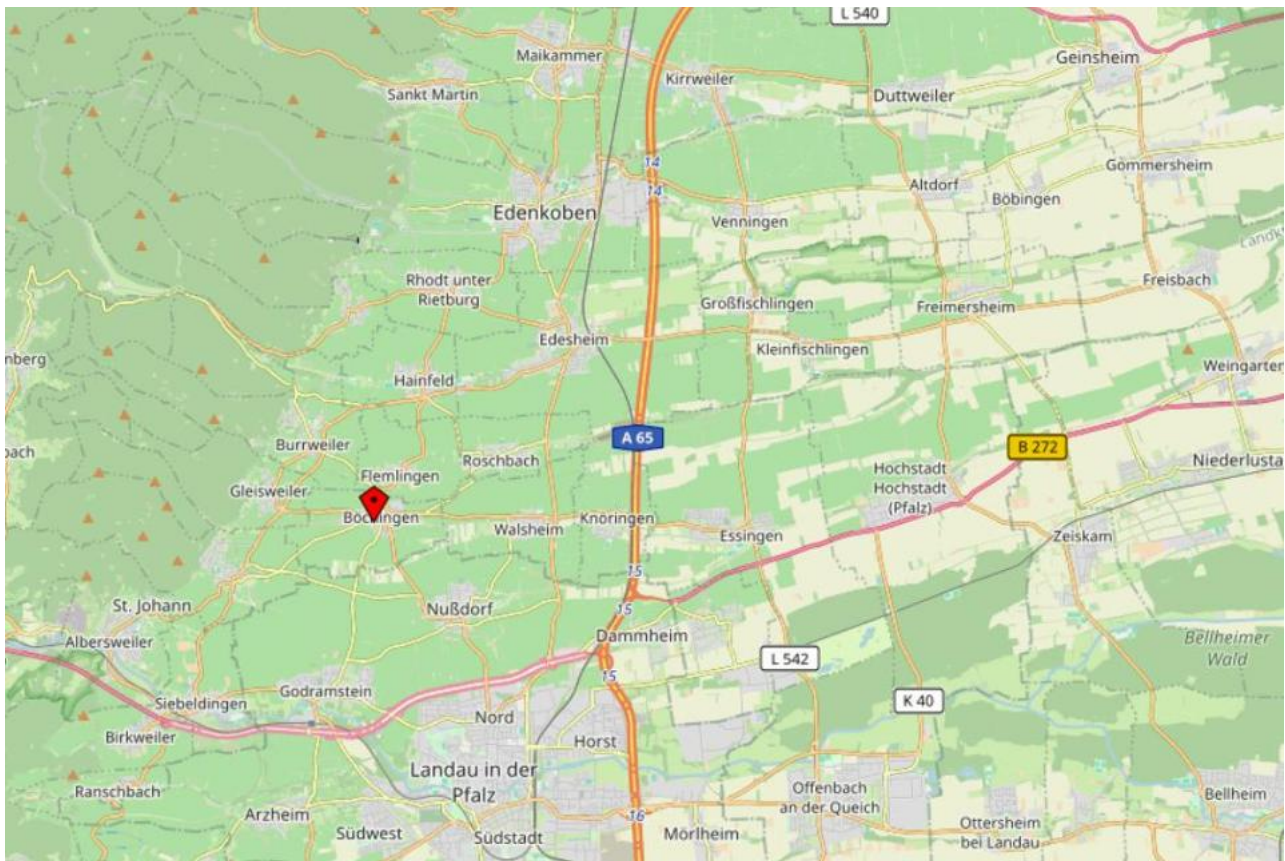 L 540
Maikammer
Geinsheim
Kirrweiler
Sankt Martin
Duttweiler
14
14
Gommersheim
Altdorf
Böbingen
Edenkoben
Venningen
Rhodt unter
Rietburg
Freisbach
Großfischlingen
Freimersheim
Edesheim
Kleinfischlingen
nberg
Weingarten
Hainfeld
A 65
Burrweiler
B 272
bach
Roschbach
Niederlusta
Flemlingen
Hochstadt
Hochstadt
(Pfalz)
Gleisweiler
Knöringen
Walsheim
Essingen
Zeiskam
15
St. Johann
Nußdorf
15
Dammheim
Bellheimer
Wald
Albersweiler
L 542
15
Godramstein
Siebeldingen
K 40
Nord
Birkweiler
Horst
Landau in der
Pfalz
Ranschbach
Offenbach
an der Queich
Bellheim
Arzheim
16
Südwest
Südstadt
Mörlheim
Ottersheim
bei Landau